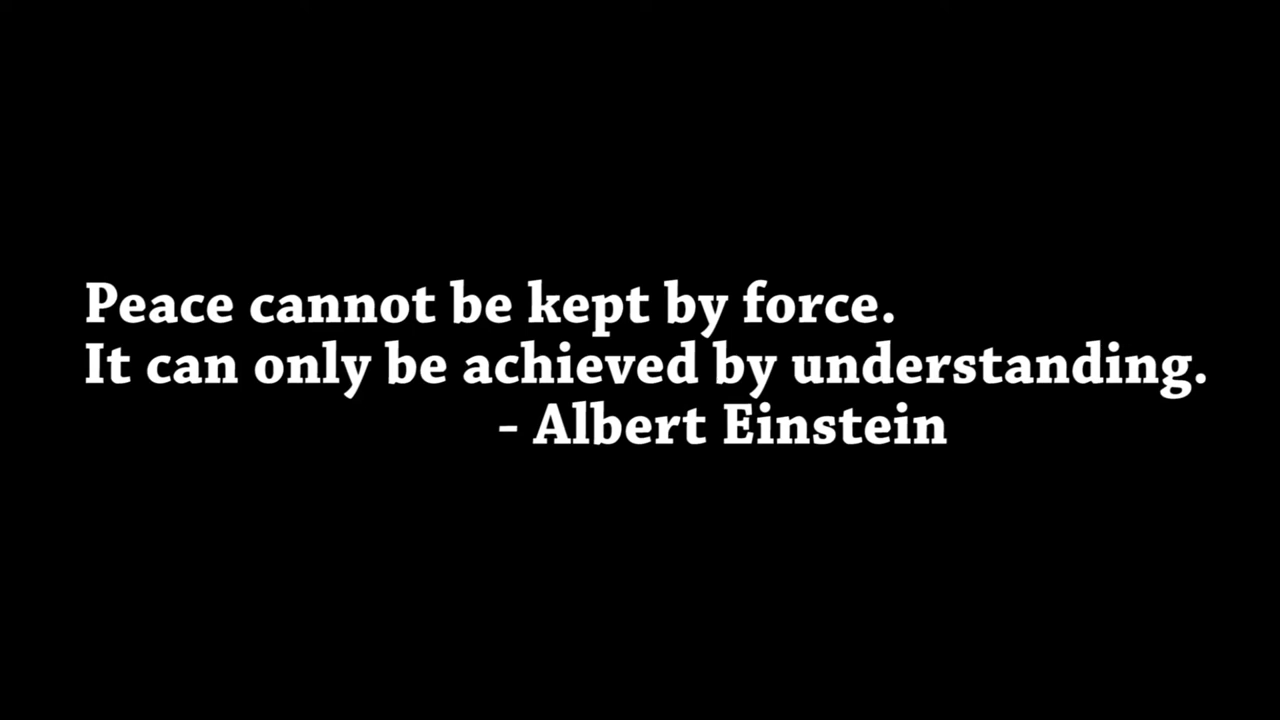 Peace cannot be kept by force.
It can only be achieved by understanding.
- Albert Einstein